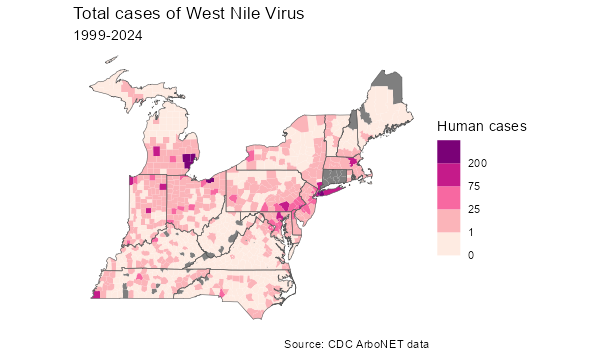 Total cases of West Nile Virus
1999-2024
Human cases
200
75
25
1
0
Source: CDC ArboNET data